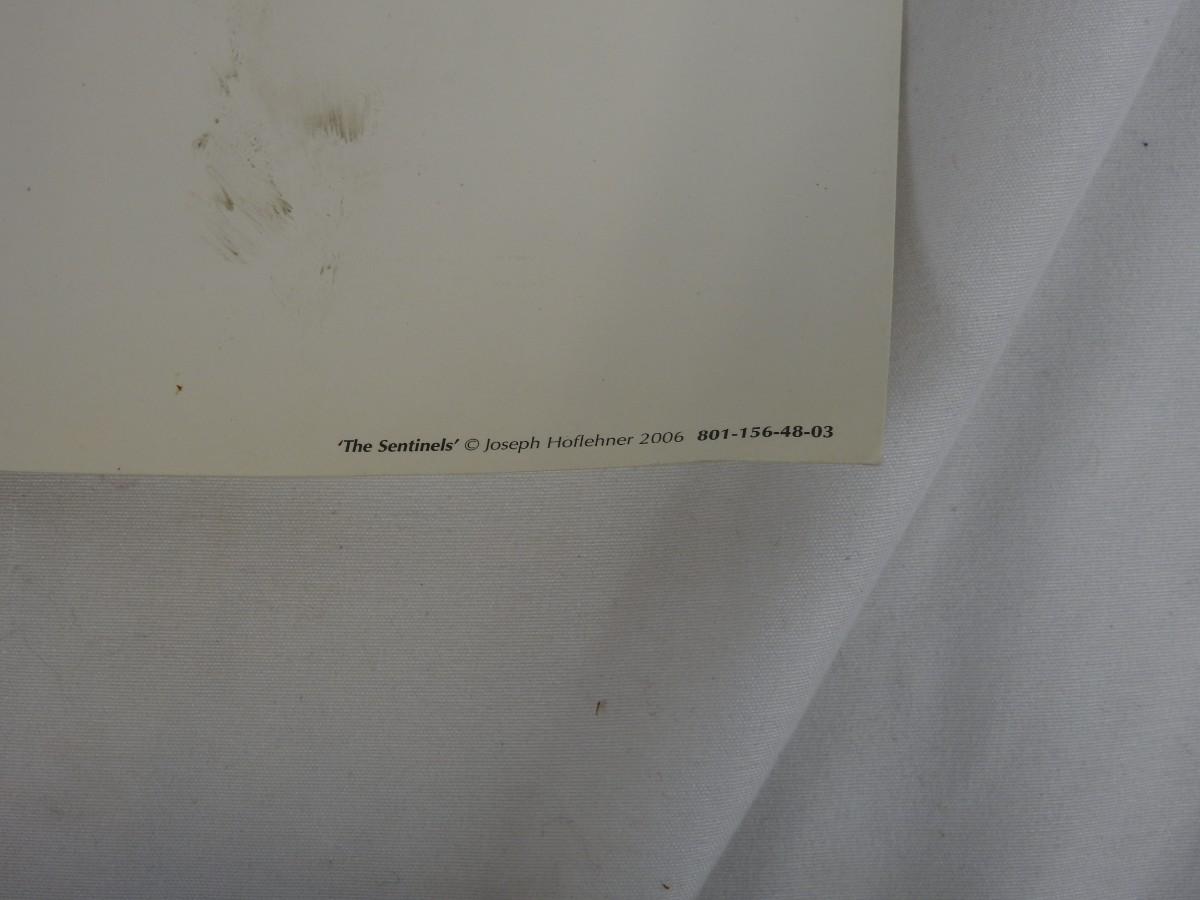 ‘The Sentinels’ © Joseph Hoflehner 2006 801-156-48-03